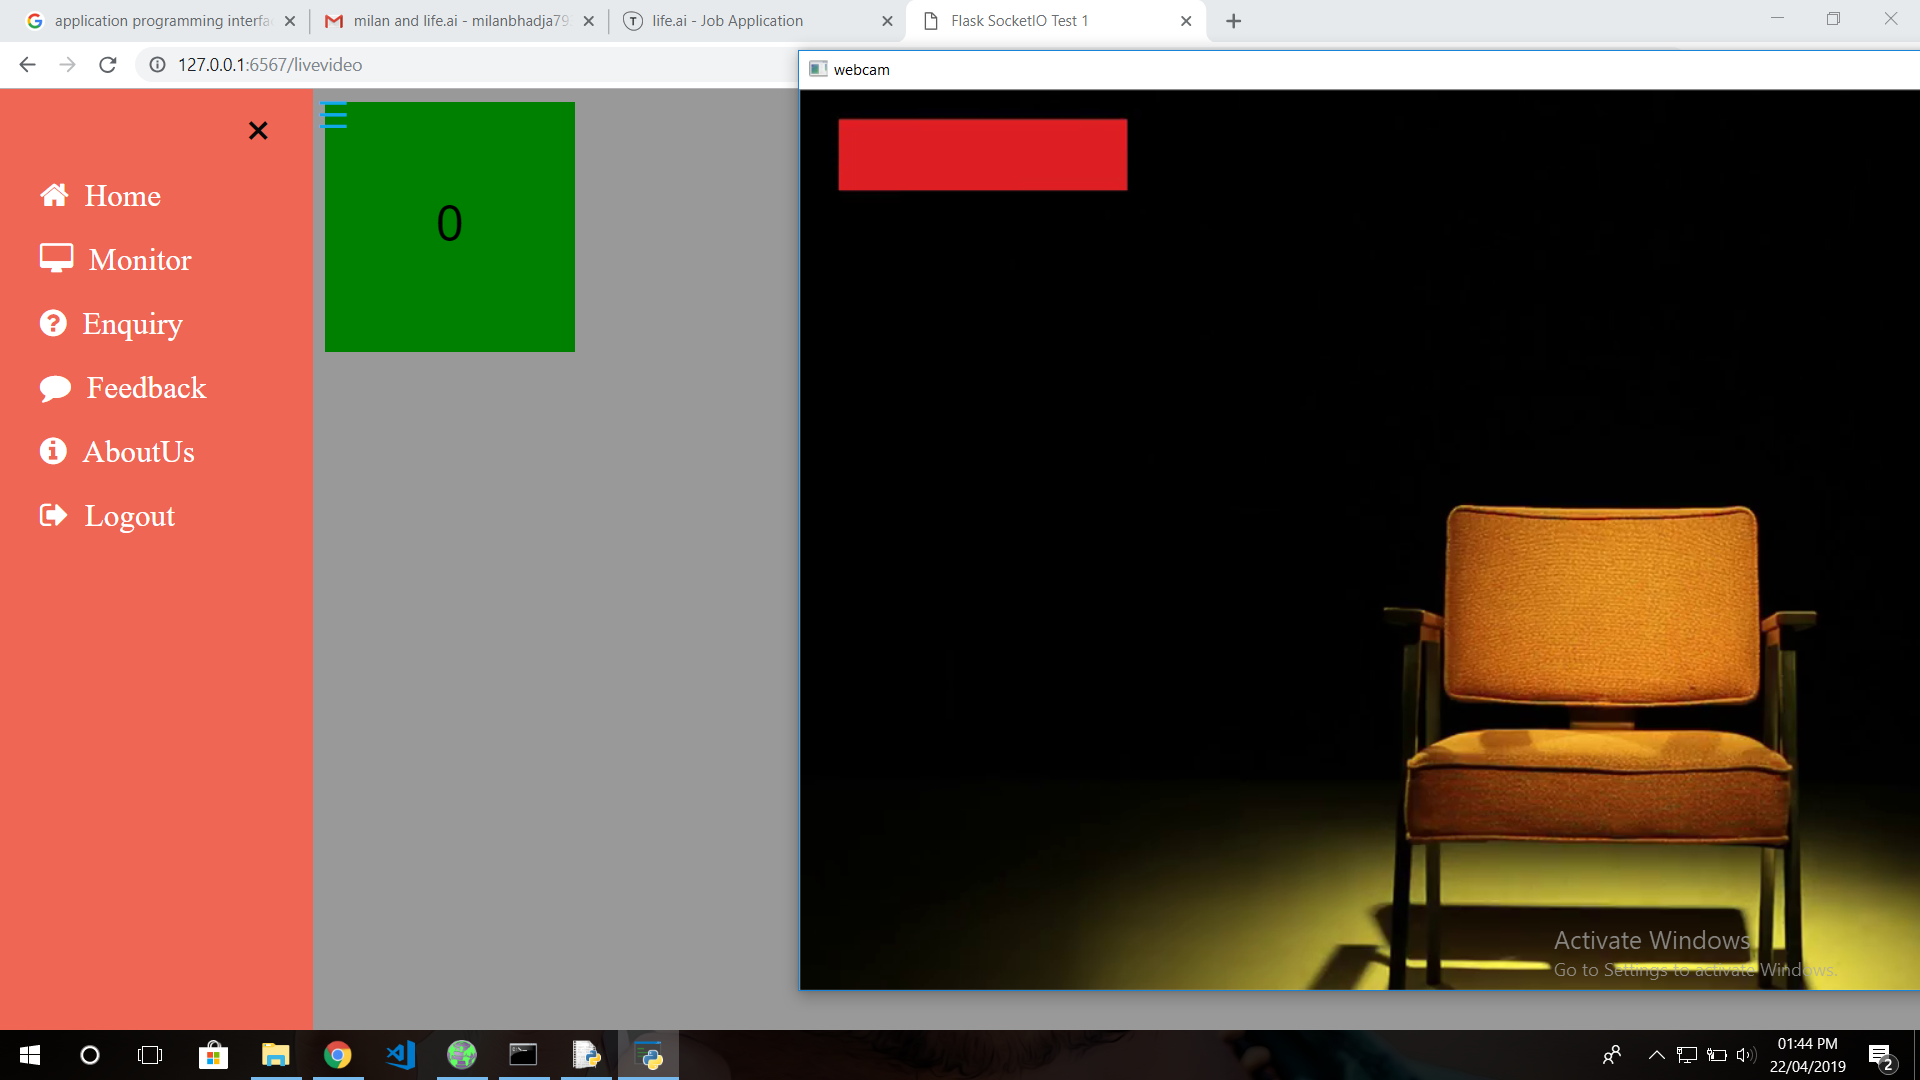 application programming interfa
milan and life.ai - milanbhadja79
life.ai - Job Application
Flask SocketIO Test 1
127.0.0.1:6567/livevideo
webcam
Home
Monitor
Enquiry
Feedback
AboutUs
Logout
0
Activate Windows
Go to Settings to activate Windows.
01:44 PM
22/04/2019
2